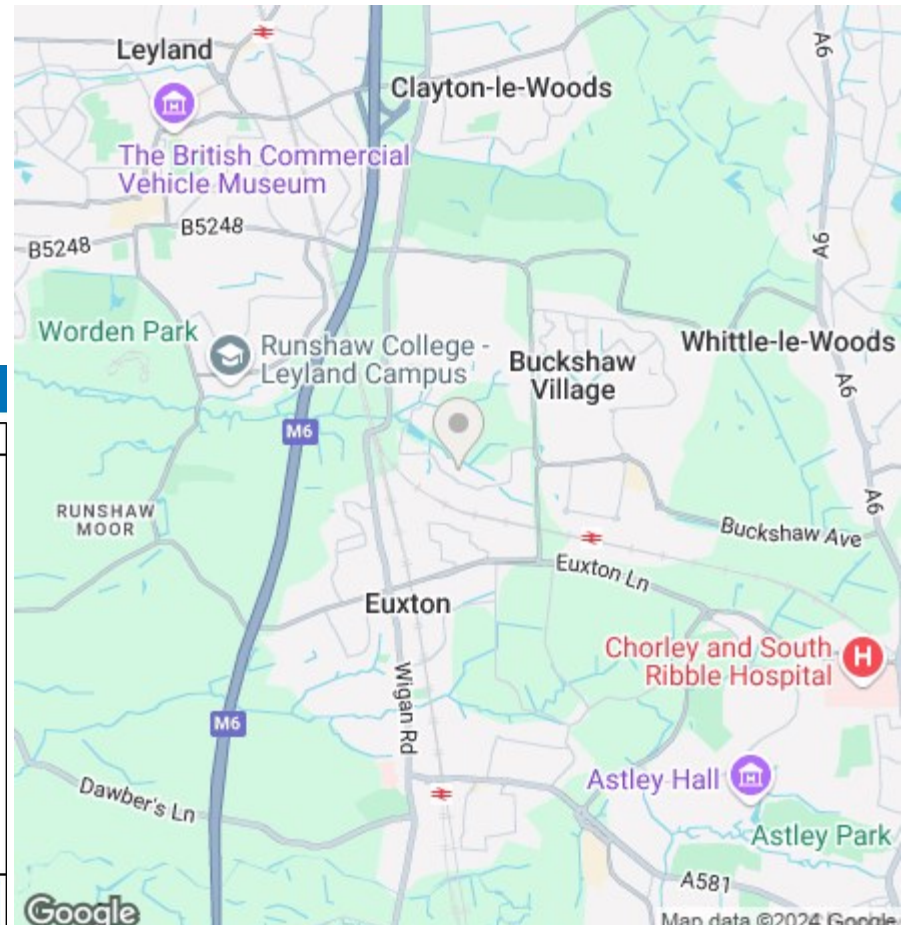 Leyland
Clayton-le-Woods
A6
The British Commercial
Vehicle Museum
B5248
B5248
A6
Worden Park
Runshaw College -
Leyland Campus
Buckshaw
Village
Whittle-le-Woods
A6
M6
RUNSHAW
MOOR
A6
Buckshaw Ave
Euxton Ln
Euxton
Chorley and South
Ribble Hospital
H
Wigan Rd
M6
Astley Hall
Dawber's Ln
Astley Park
A581
Google
Map data ©2024 Google